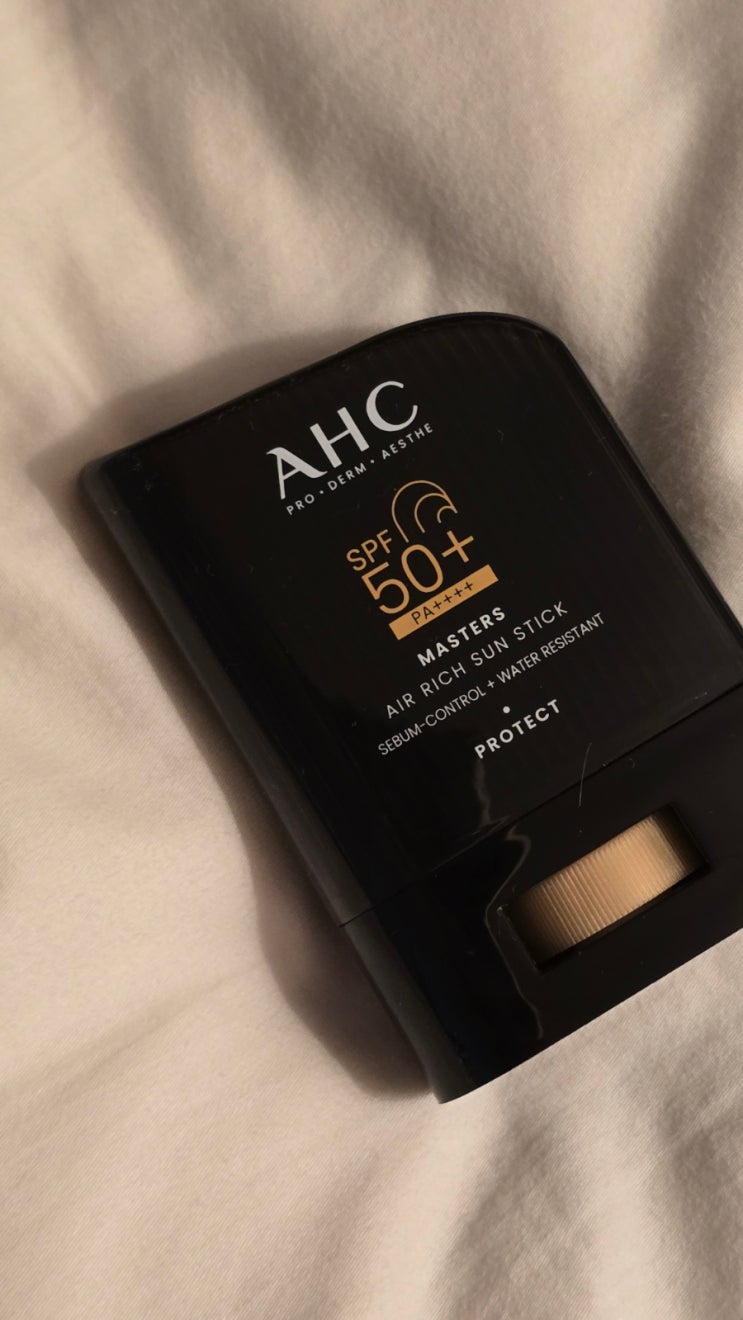 AHC
PRO • DERM • AESTHE
SPF
50+
PA++++
MASTERS
AIR RICH SUN STICK
SEBUM-CONTROL + WATER RESISTANT
• PROTECT